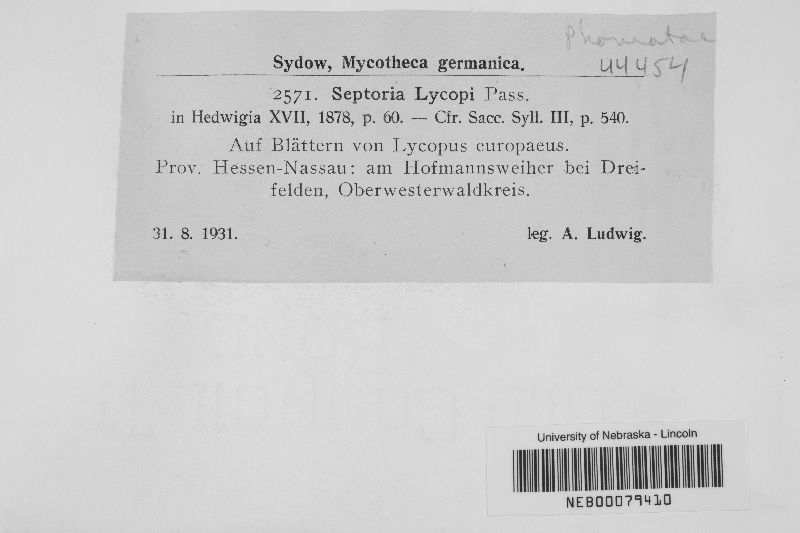 Phomatae
44454
Sydow, Mycotheca germanica.
2571. Septoria Lycopi Pass.
in Hedwigia XVII, 1878, p. 60. — Cfr. Sacc. Syll. III, p. 540.
Auf Blättern von Lycopus europaeus.
Prov. Hessen-Nassau: am Hofmannsweiher bei Drei-
felden, Oberwesterwaldkreis.
31. 8. 1931. leg. A. Ludwig.
University of Nebraska - Lincoln
NEB00079410